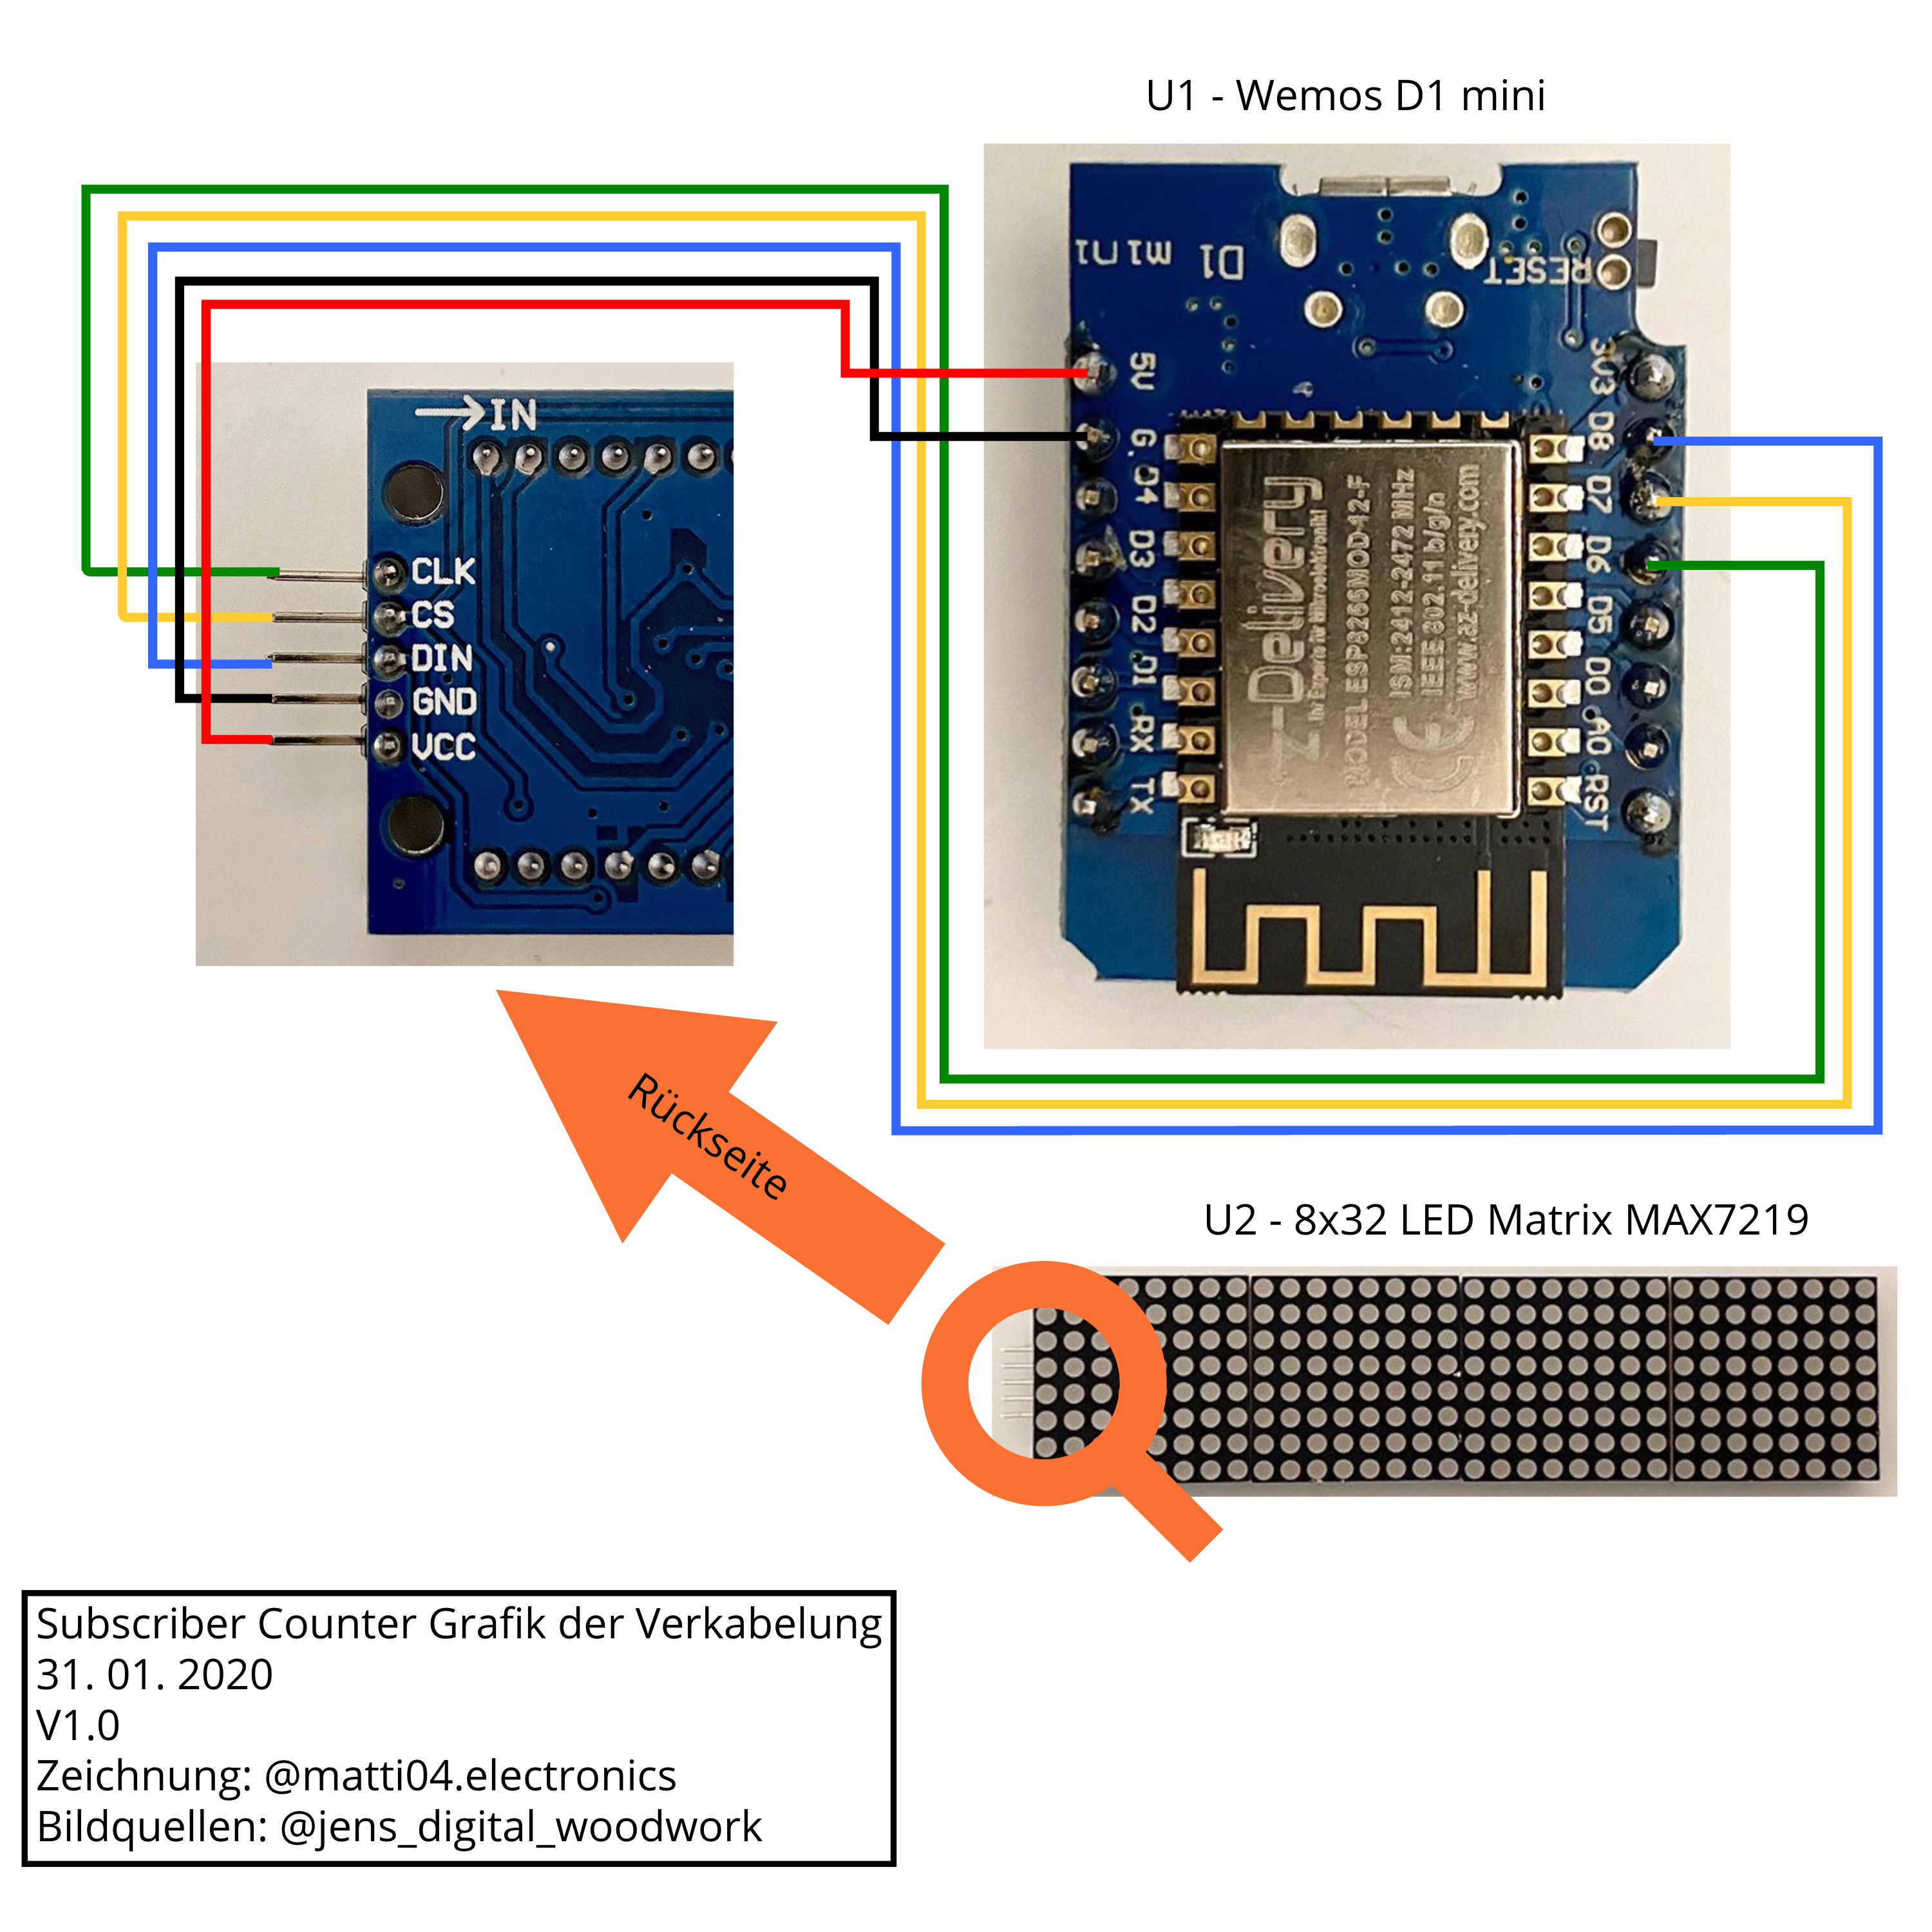 U1 - Wemos D1 mini
D1 mini
RESET
5V
G
D4
D3
D2
D1
RX
TX
3V3
D8
D7
D6
D5
D0
A0
RST
Delivery
Ihr Experte für Mikroelektronik!
MODEL ESP8266MOD12-F
ISM:2412-2472 MHz
IEEE 802.11 b/g/n
www.az-delivery.com
CE
IN
CLK
CS
DIN
GND
VCC
Rückseite
U2 - 8x32 LED Matrix MAX7219
Subscriber Counter Grafik der Verkabelung
31. 01. 2020
V1.0
Zeichnung: @matti04.electronics
Bildquellen: @jens_digital_woodwork